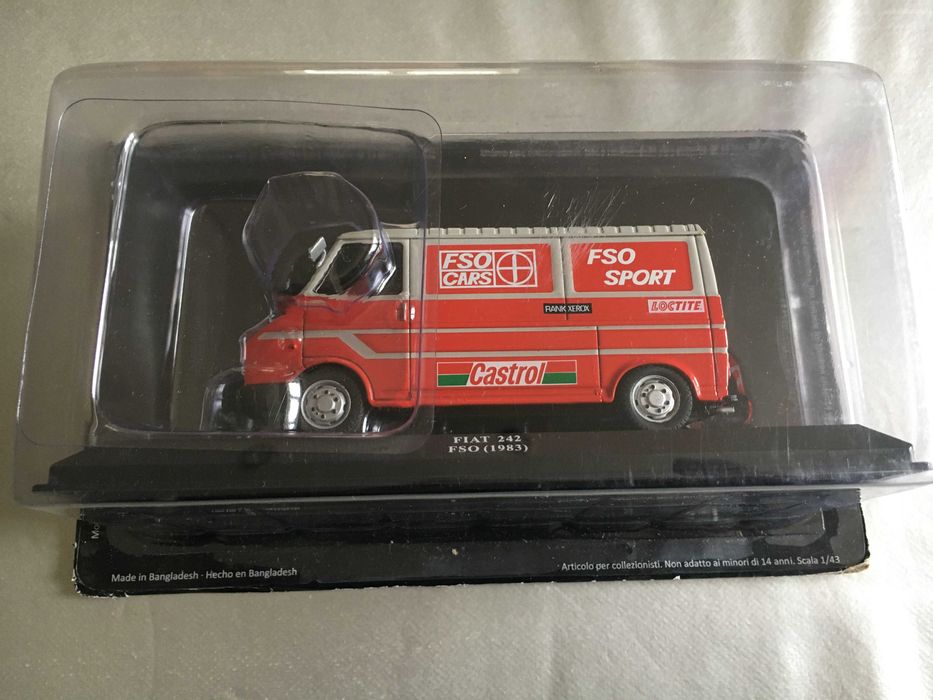 FSO
CARS
FSO
SPORT
RANK XEROX
LOCTITE
Castrol
FIAT 242
FSO (1983)
Made in Bangladesh - Hecho en Bangladesh
Articolo per collezionisti. Non adatto ai minori di 14 anni. Scala 1/43